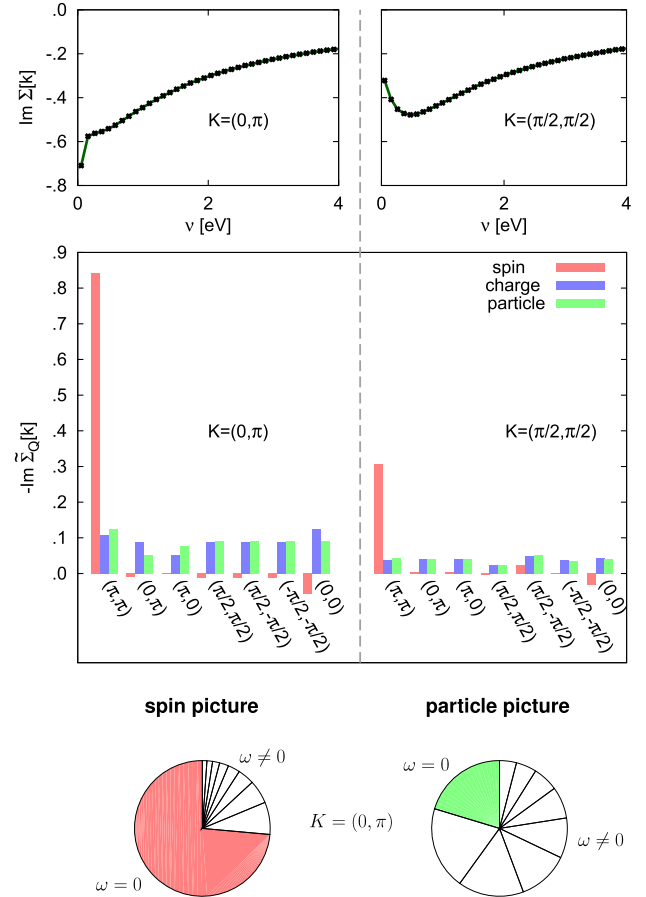 .0
-.2
-.4
-.6
-.8
Im Σ[k]
K=(0,π)
0
2
4
ν [eV]
K=(π/2,π/2)
0
2
4
ν [eV]
.9
.8
.7
.6
.5
.4
.3
.2
.1
.0
-Im Σ̃Q[k]
spin
charge
particle
K=(0,π)
K=(π/2,π/2)
(π,π)
(0,π)
(π,0)
(π/2,π/2)
(π/2,-π/2)
(-π/2,-π/2)
(0,0)
(π,π)
(0,π)
(π,0)
(π/2,π/2)
(π/2,-π/2)
(-π/2,-π/2)
(0,0)
spin picture
particle picture
ω ≠ 0
ω = 0
K = (0, π)
ω = 0
ω ≠ 0